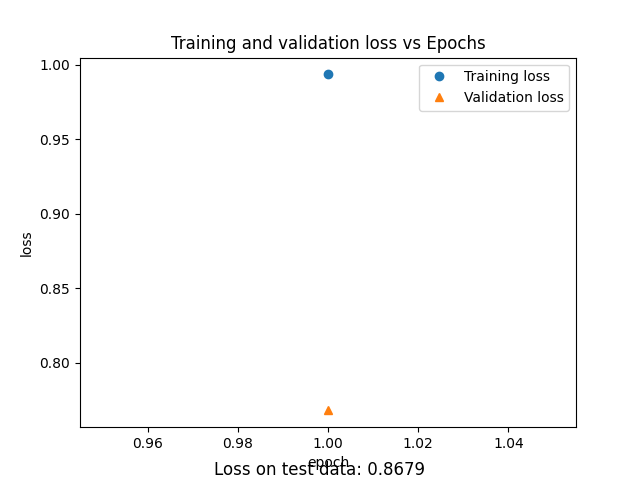 Training and validation loss vs Epochs
1.00
0.95
0.90
0.85
0.80
loss
Training loss
Validation loss
0.96
0.98
1.00
1.02
1.04
epoch
Loss on test data: 0.8679